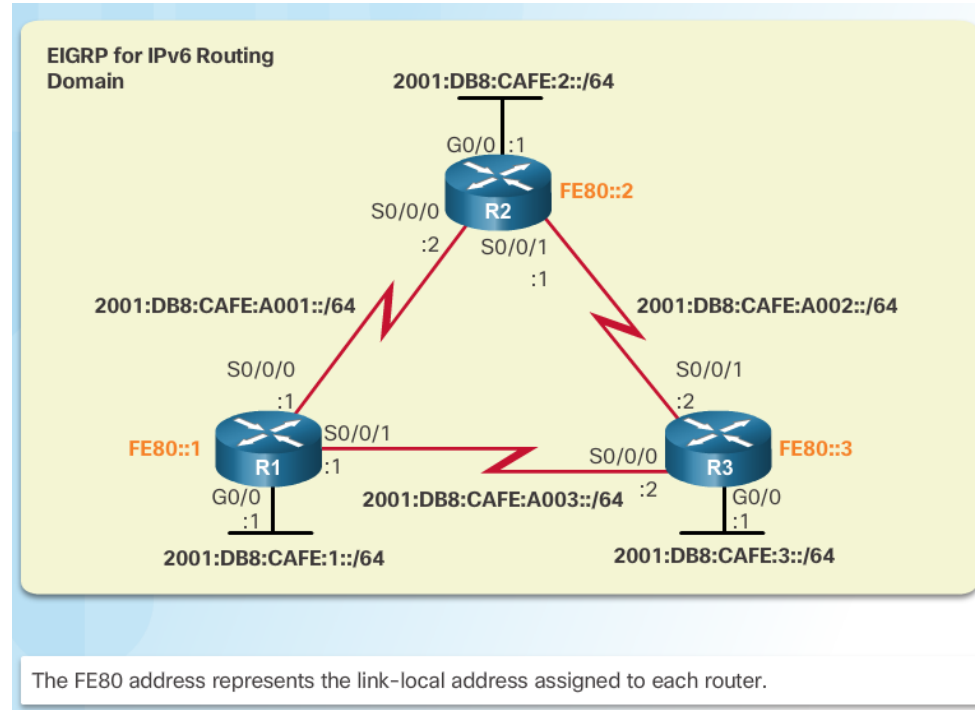 EIGRP for IPv6 Routing
Domain
2001:DB8:CAFE:2::/64
G0/0 :1
R2
FE80::2
S0/0/0
:2
S0/0/1
:1
2001:DB8:CAFE:A001::/64
2001:DB8:CAFE:A002::/64
S0/0/0
:1
S0/0/1
:2
FE80::1
R1
S0/0/1
:1
S0/0/0
:2
R3
FE80::3
2001:DB8:CAFE:A003::/64
G0/0
:1
G0/0
:1
2001:DB8:CAFE:1::/64
2001:DB8:CAFE:3::/64
The FE80 address represents the link-local address assigned to each router.